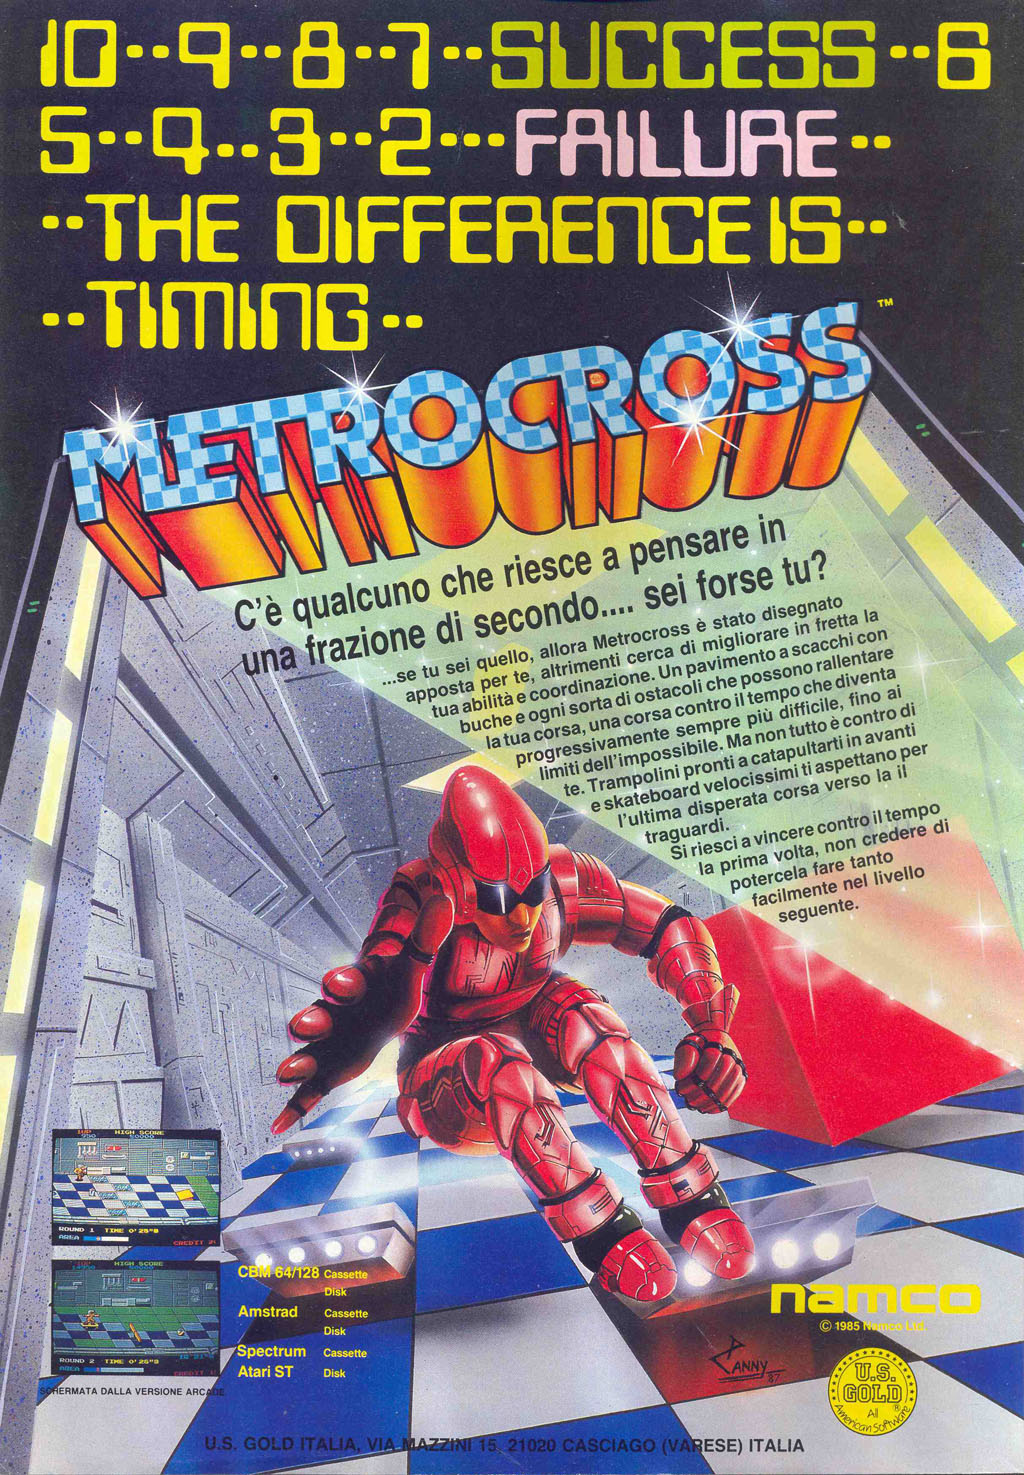 10--9--8--7--SUCCESS--6
5--4--3--2---FAILURE--
--THE DIFFERENCE IS--
--TIMING--
METROCROSS™
C'è qualcuno che riesce a pensare in
una frazione di secondo.... sei forse tu?
...se tu sei quello, allora Metrocross è stato disegnato
apposta per te, altrimenti cerca di migliorare in fretta la
tua abilità e coordinazione. Un pavimento a scacchi con
buche e ogni sorta di ostacoli che possono rallentare
la tua corsa, una corsa contro il tempo che diventa
progressivamente sempre più difficile, fino ai
limiti dell'impossibile. Ma non tutto è contro di
te. Trampolini pronti a catapultarti in avanti
e skateboard velocissimi ti aspettano per
l'ultima disperata corsa verso la il
traguardi.
Si riesci a vincere contro il tempo
la prima volta, non credere di
potercela fare tanto
facilmente nel livello
seguente.
1UP HIGH SCORE
950 50000
ROUND 1 TIME 0'25"9
AREA
CREDIT
HIGH SCORE
ROUND 2 TIME 0'25"9
AREA
CREDIT
SCHERMATA DALLA VERSIONE ARCADE
CBM 64/128 Cassette
Disk
Amstrad Cassette
Disk
Spectrum Cassette
Atari ST Disk
namco
© 1985 Namco Ltd.
PCANNY
87
U.S.
GOLD®
All
American Software
U.S. GOLD ITALIA, VIA MAZZINI 15, 21020 CASCIAGO (VARESE) ITALIA